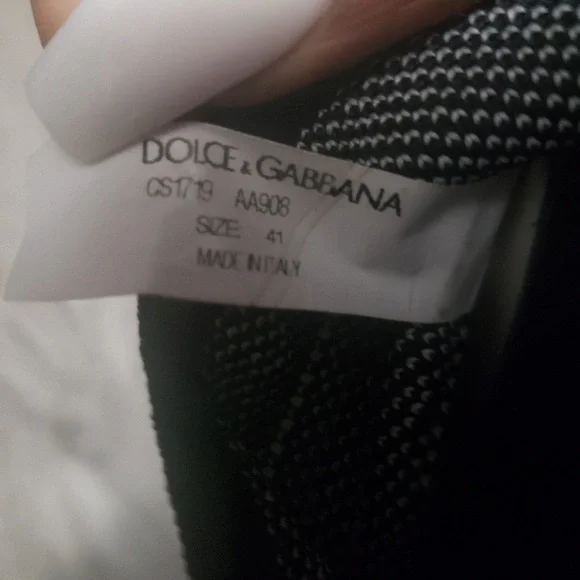 DOLCE & GABBANA
CS1719 AA908
SIZE: 41
MADE IN ITALY